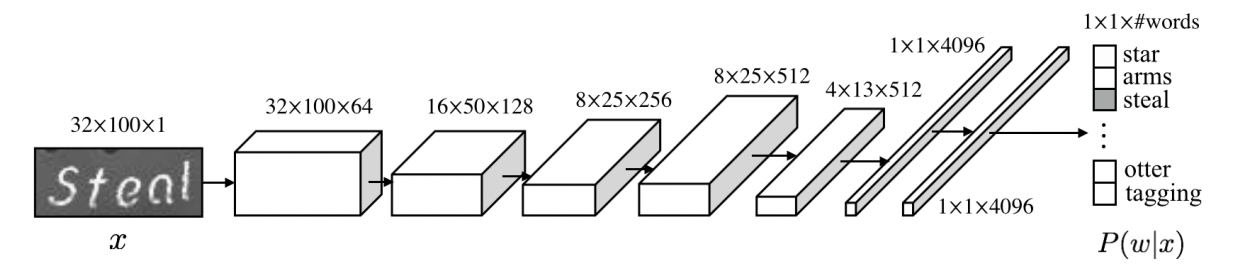 32×100×1
Steal
x
32×100×64
16×50×128
8×25×256
8×25×512
4×13×512
1×1×4096
1×1×4096
1×1×#words
star
arms
steal
⋮
otter
tagging
P(w|x)